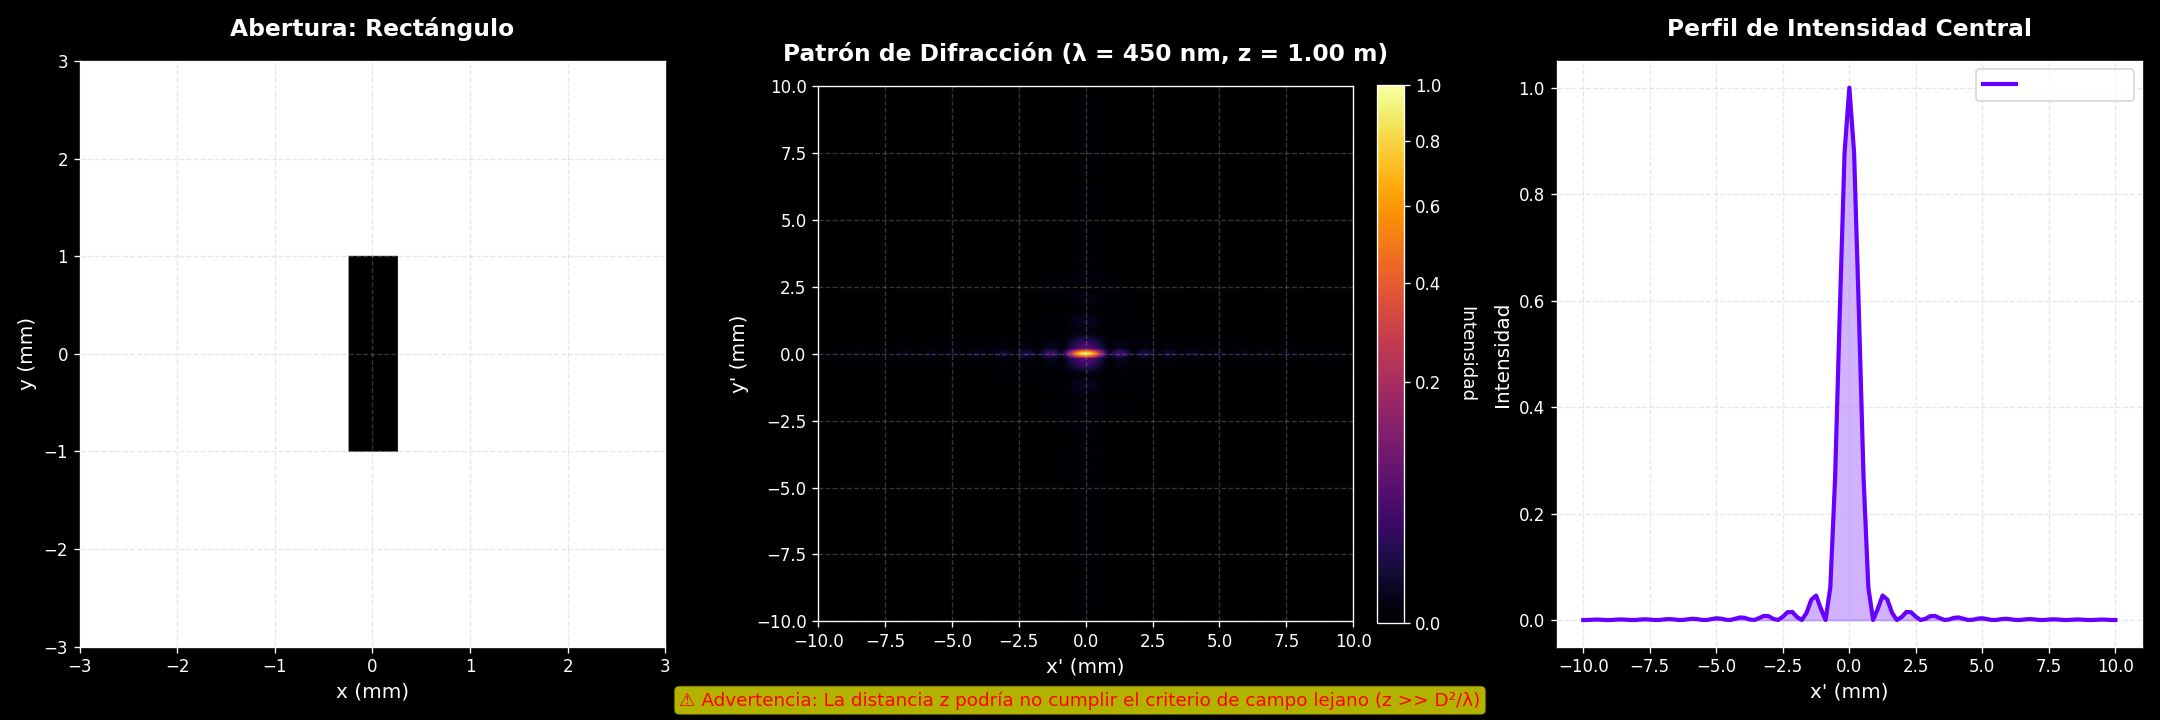 Abertura: Rectángulo
3
2
1
0
−1
−2
−3
y (mm)
−3 −2 −1 0 1 2 3
x (mm)
Patrón de Difracción (λ = 450 nm, z = 1.00 m)
10.0
7.5
5.0
2.5
0.0
−2.5
−5.0
−7.5
−10.0
y' (mm)
−10.0 −7.5 −5.0 −2.5 0.0 2.5 5.0 7.5 10.0
x' (mm)
1.0
0.8
0.6
0.4
0.2
0.0
Intensidad
Perfil de Intensidad Central
1.0
0.8
0.6
0.4
0.2
0.0
Intensidad
−10.0 −7.5 −5.0 −2.5 0.0 2.5 5.0 7.5 10.0
x' (mm)
⚠ Advertencia: La distancia z podría no cumplir el criterio de campo lejano (z >> D²/λ)